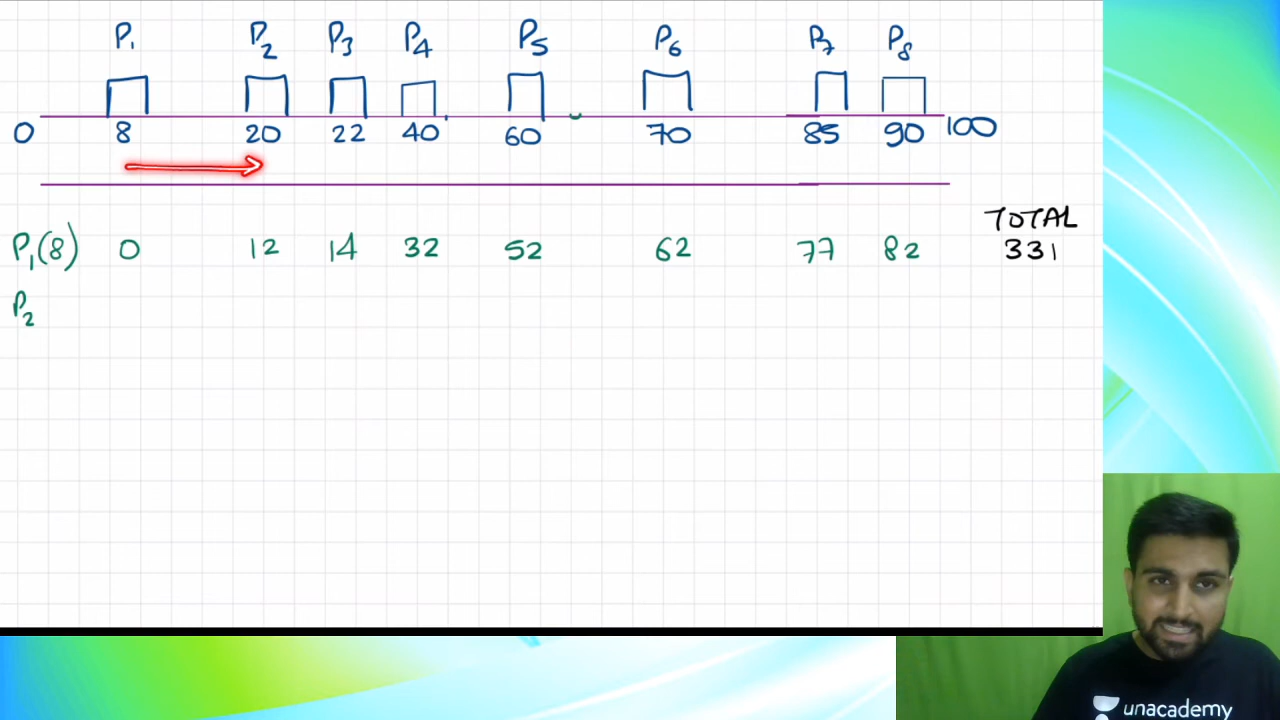 P1 P2 P3 P4 P5 P6 P7 P8
0 8 20 22 40 60 70 85 90 100
TOTAL
P1(8) 0 12 14 32 52 62 77 82 331
P2
unacademy